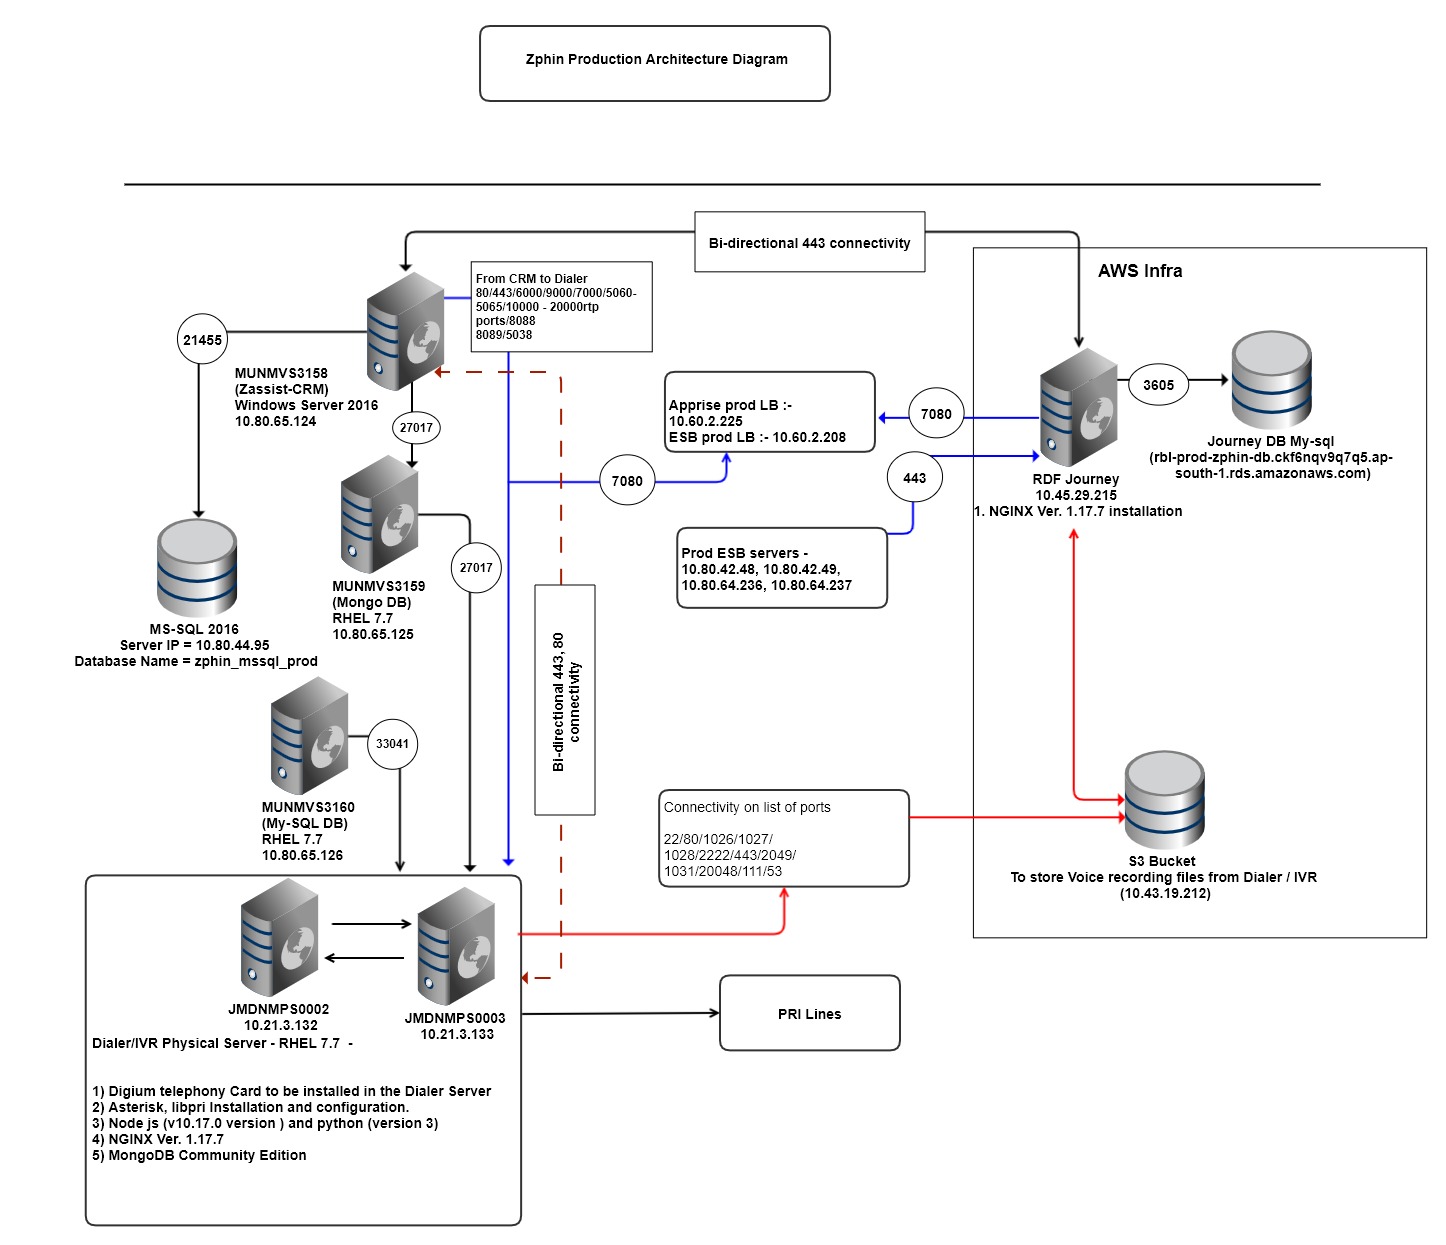 Zphin Production Architecture Diagram
Bi-directional 443 connectivity
AWS Infra
From CRM to Dialer
80/443/6000/9000/7000/5060-
5065/10000 - 20000rtp
ports/8088
8089/5038
21455
MUNMVS3158
(Zassist-CRM)
Windows Server 2016
10.80.65.124
27017
Apprise prod LB :-
10.60.2.225
ESB prod LB :- 10.60.2.208
7080
3605
Journey DB My-sql
(rbl-prod-zphin-db.ckf6nqv9q7q5.ap-
south-1.rds.amazonaws.com)
7080
443
RDF Journey
10.45.29.215
1. NGINX Ver. 1.17.7 installation
Prod ESB servers -
10.80.42.48, 10.80.42.49,
10.80.64.236, 10.80.64.237
27017
MUNMVS3159
(Mongo DB)
RHEL 7.7
10.80.65.125
MS-SQL 2016
Server IP = 10.80.44.95
Database Name = zphin_mssql_prod
Bi-directional 443, 80
connectivity
33041
MUNMVS3160
(My-SQL DB)
RHEL 7.7
10.80.65.126
Connectivity on list of ports
22/80/1026/1027/
1028/2222/443/2049/
1031/20048/111/53
S3 Bucket
To store Voice recording files from Dialer / IVR
(10.43.19.212)
JMDNMPS0002
10.21.3.132
JMDNMPS0003
10.21.3.133
PRI Lines
Dialer/IVR Physical Server - RHEL 7.7 -
1) Digium telephony Card to be installed in the Dialer Server
2) Asterisk, libpri Installation and configuration.
3) Node js (v10.17.0 version ) and python (version 3)
4) NGINX Ver. 1.17.7
5) MongoDB Community Edition